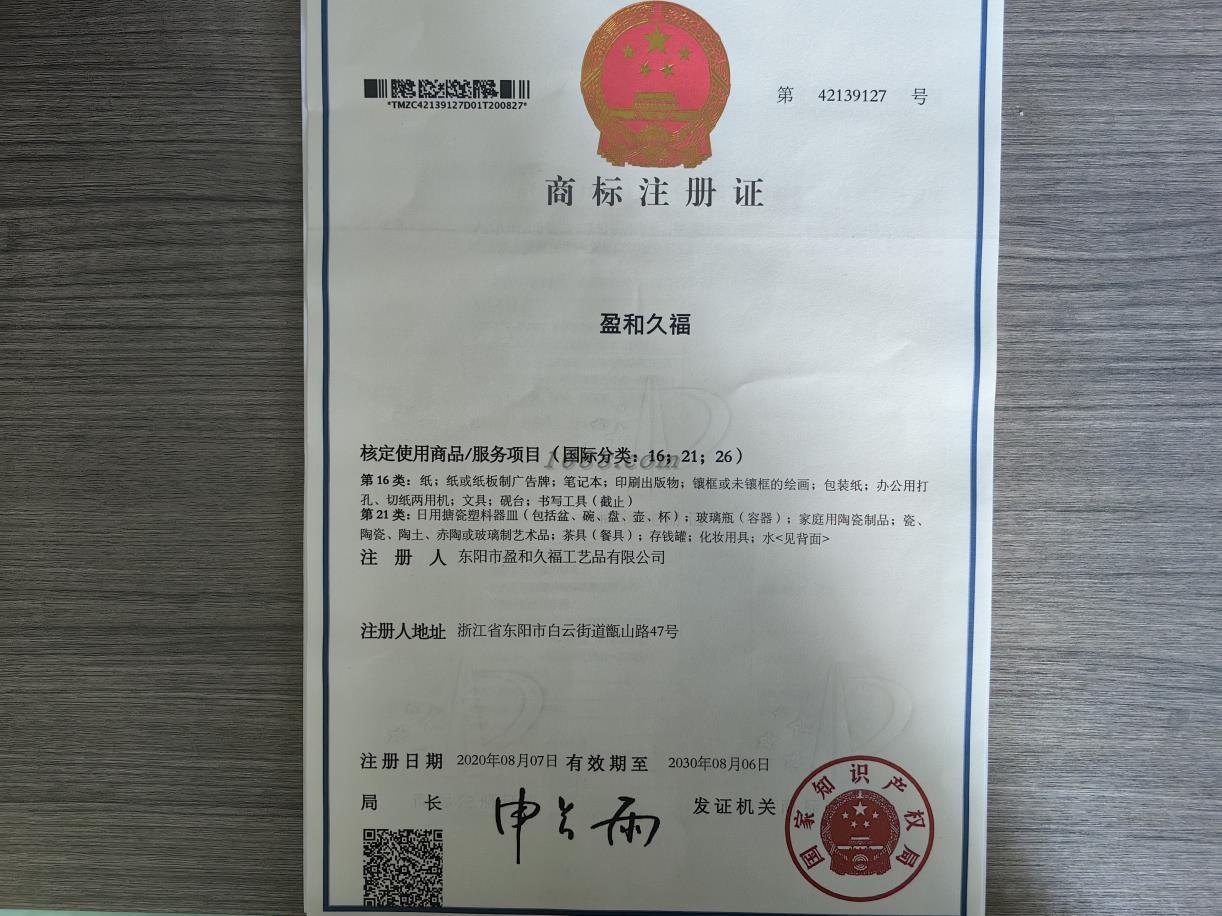 *TMZC42139127D01T200827*
第 42139127 号
商标注册证
盈和久福
核定使用商品/服务项目（国际分类：16；21；26）
1688.com
第 16 类：纸；纸或纸板制广告牌；笔记本；印刷出版物；镶框或未镶框的绘画；包装纸；办公用打
孔、切纸两用机；文具；砚台；书写工具（截止）
第 21 类：日用搪瓷塑料器皿（包括盆、碗、盘、壶、杯）；玻璃瓶（容器）；家庭用陶瓷制品；瓷、
陶瓷、陶土、赤陶或玻璃制艺术品；茶具（餐具）；存钱罐；化妆用具；水<见背面>
注 册 人 东阳市盈和久福工艺品有限公司
注册人地址 浙江省东阳市白云街道甑山路47号
注册日期 2020年08月07日 有效期至 2030年08月06日
局 长 申长雨 发证机关
国家知识产权局